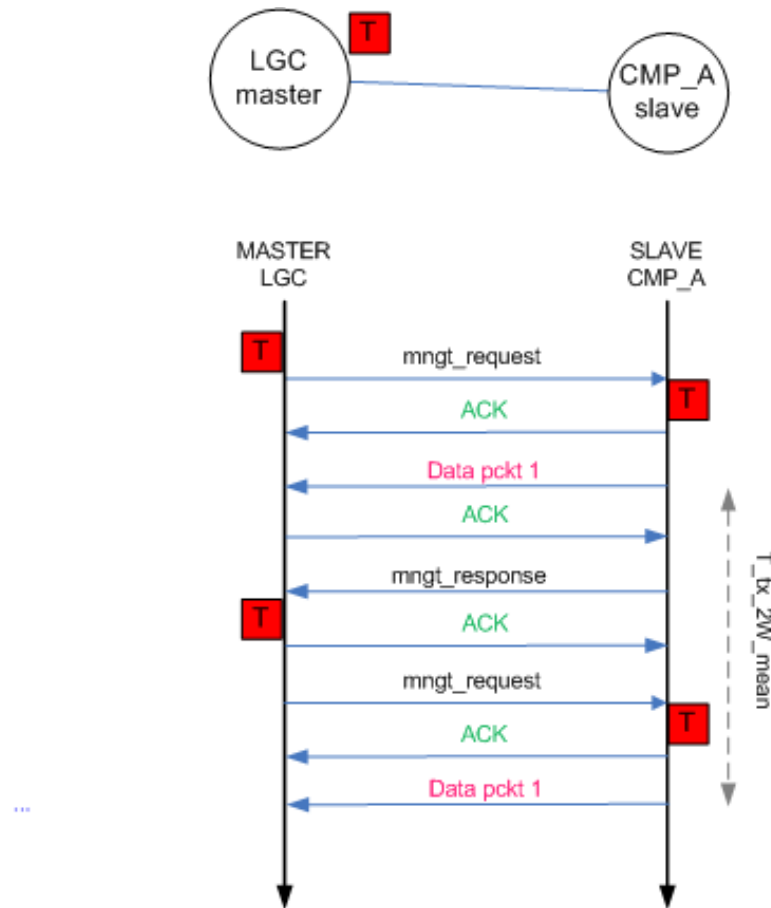 T
LGC
master
CMP_A
slave
MASTER
LGC
SLAVE
CMP_A
T
mngt_request
T
ACK
Data pckt 1
ACK
mngt_response
T
ACK
mngt_request
T
ACK
Data pckt 1
T_tx_2W_mean
...